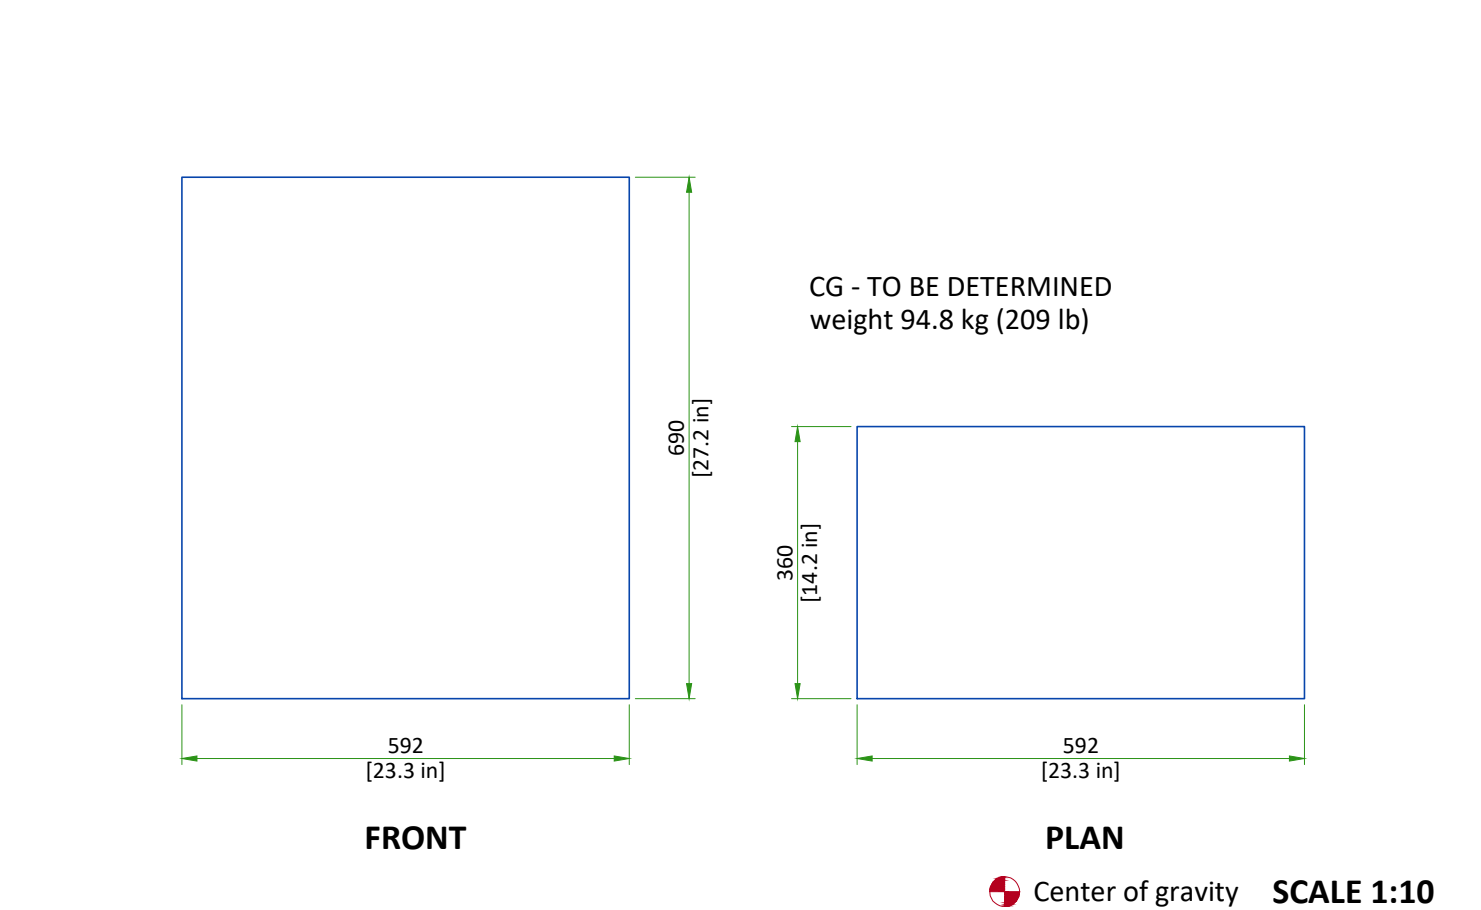 CG - TO BE DETERMINED
weight 94.8 kg (209 lb)
690
[27.2 in]
360
[14.2 in]
592
[23.3 in]
592
[23.3 in]
FRONT
PLAN
Center of gravity
SCALE 1:10